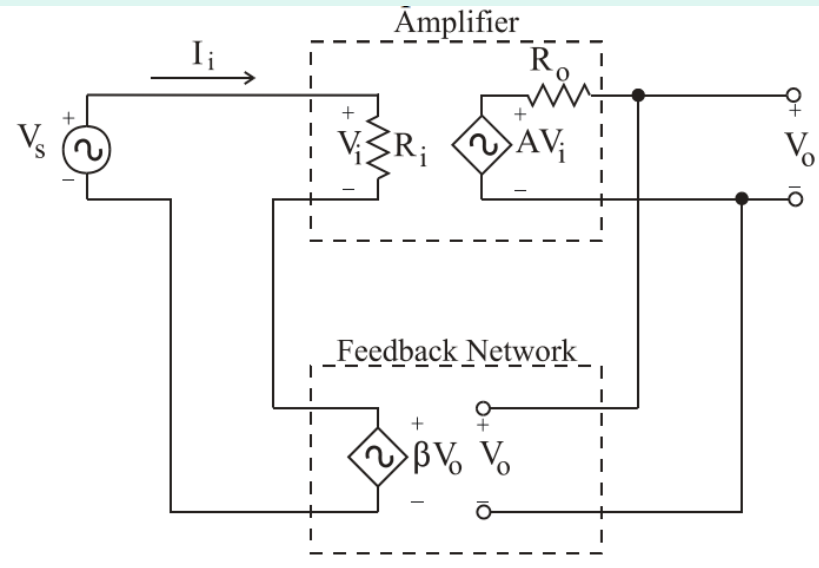 Amplifier
I_i
R_o
+
+
+
+
V_s
V_i
R_i
AV_i
V_o
−
−
−
−
Feedback Network
+
+
βV_o
V_o
−
−